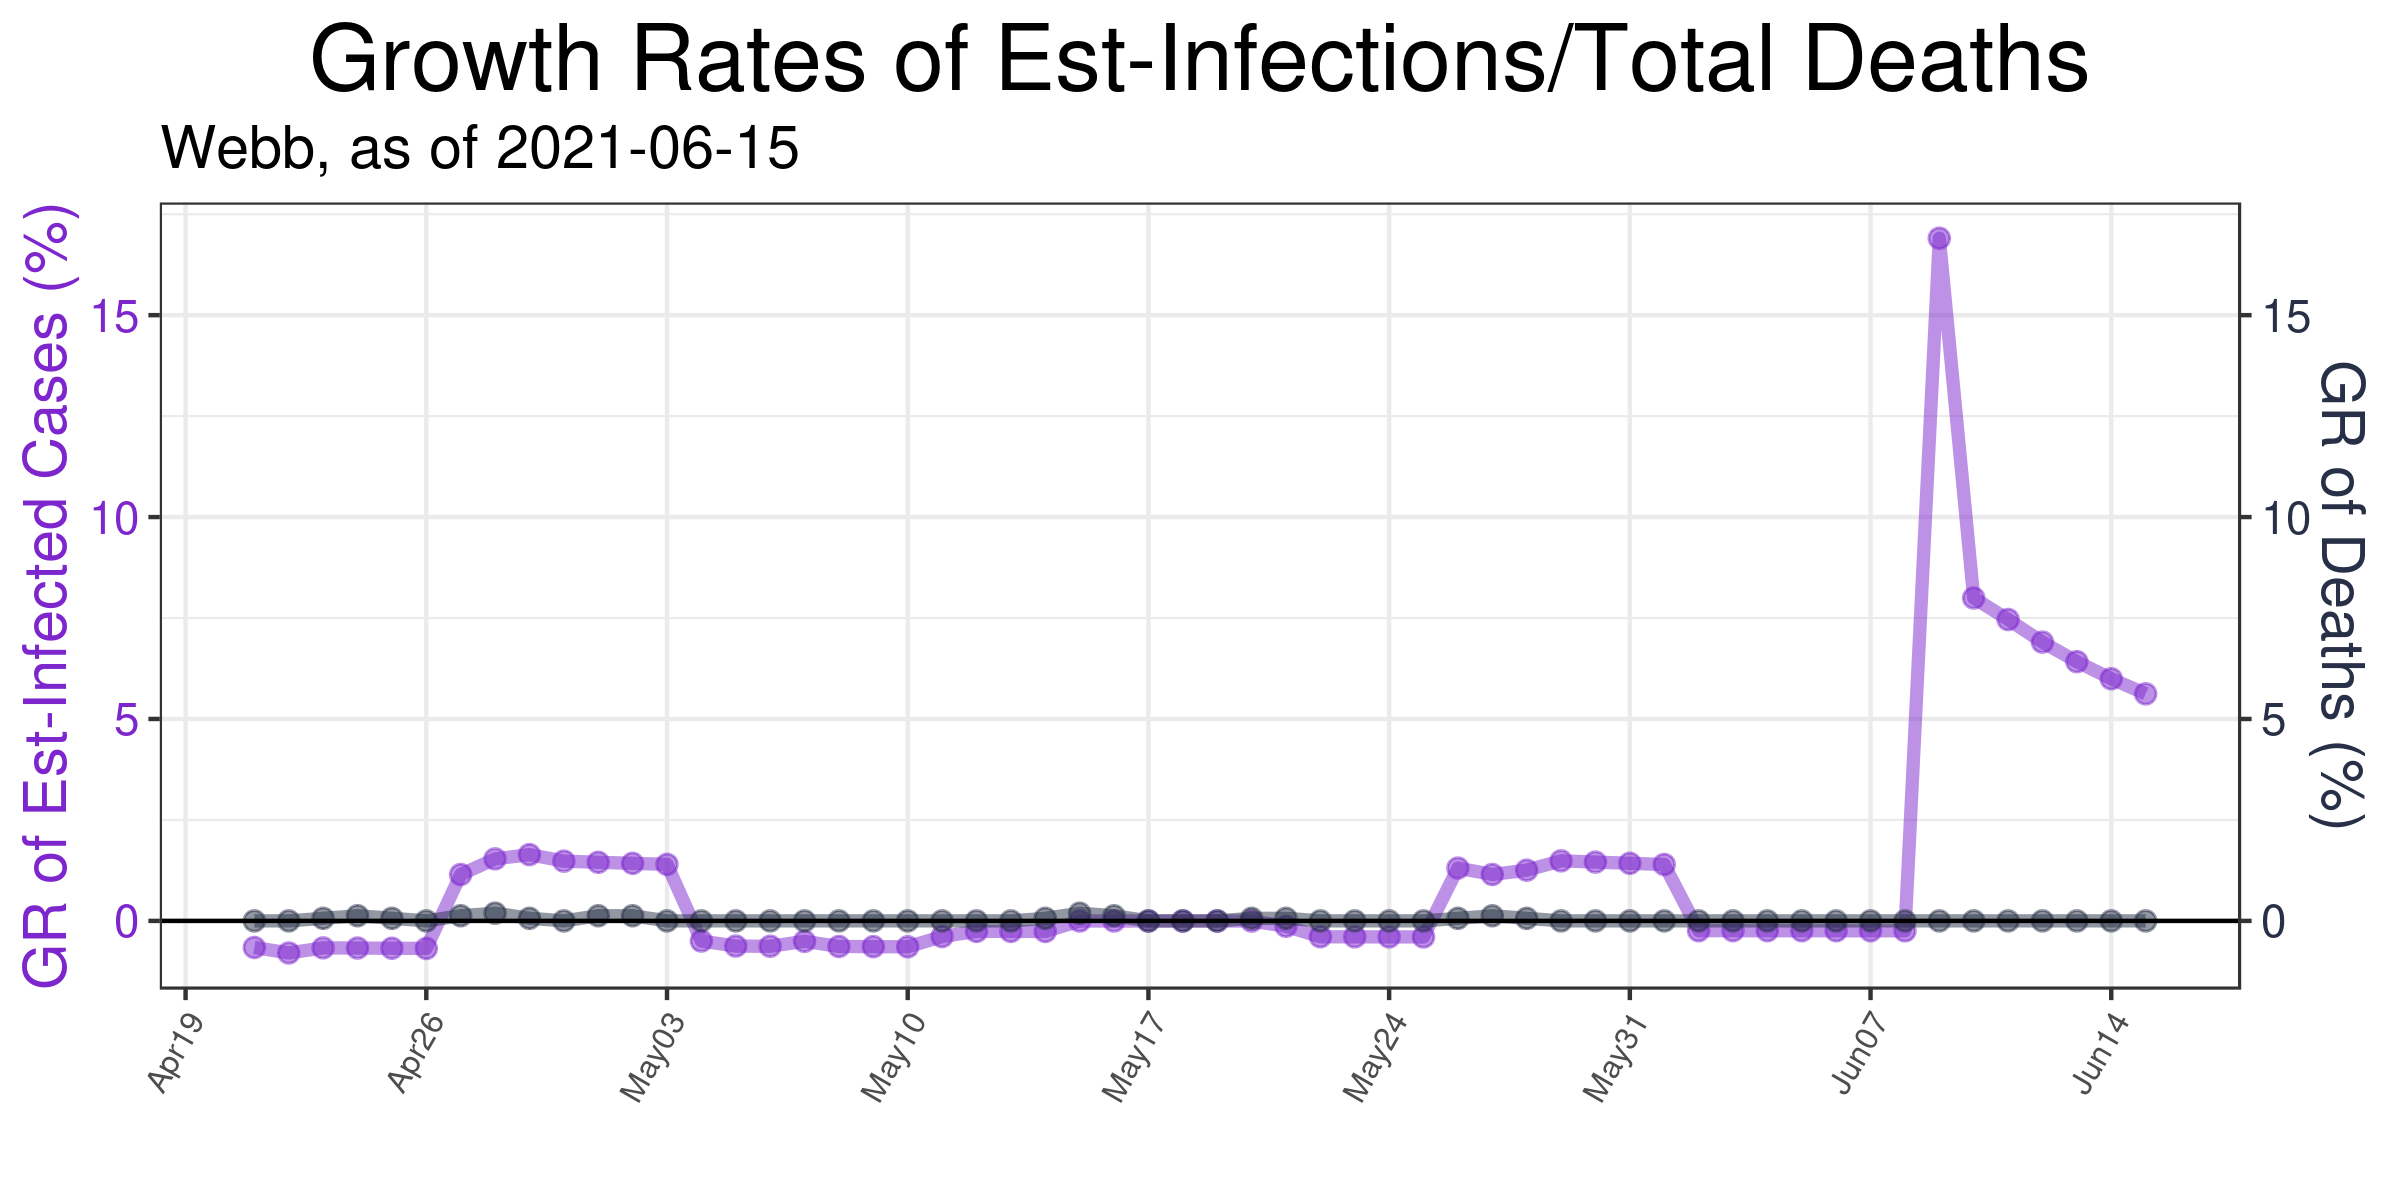 Growth Rates of Est-Infections/Total Deaths
Webb, as of 2021-06-15
GR of Est-Infected Cases (%)
15
10
5
0
15
10
5
0
GR of Deaths (%)
Apr19
Apr26
May03
May10
May17
May24
May31
Jun07
Jun14